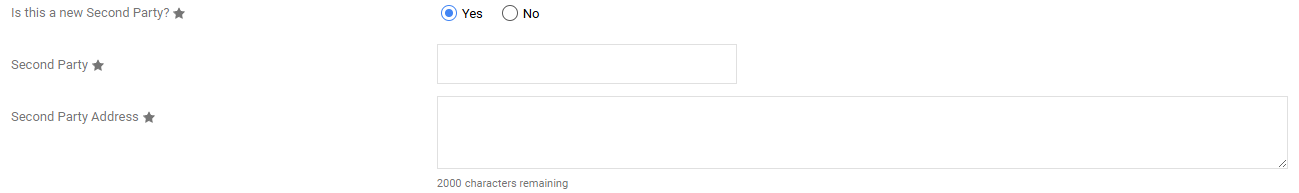 Is this a new Second Party? ★ Yes No
Second Party ★
Second Party Address ★
2000 characters remaining